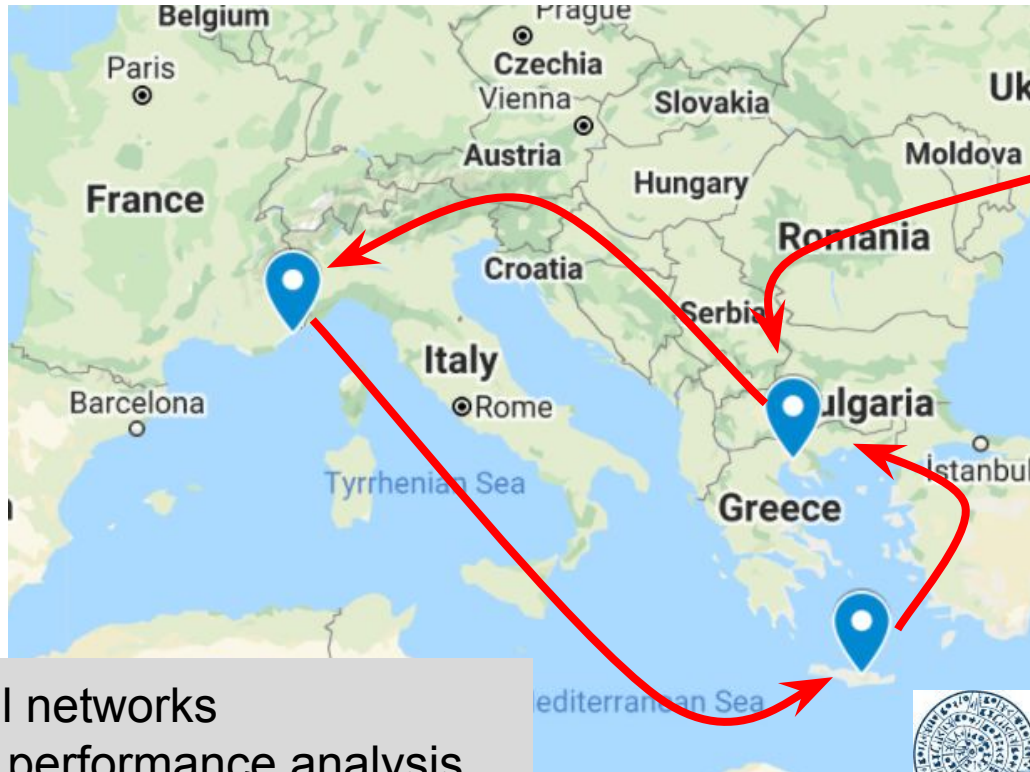 Belgium
Prague
Paris
Czechia
Vienna
Slovakia
Uk
Austria
Moldova
Hungary
France
Romania
Croatia
Serbia
Italy
Barcelona
Rome
ulgaria
Tyrrhenian Sea
İstanbul
Greece
editerranean Sea
l networks
performance analysis